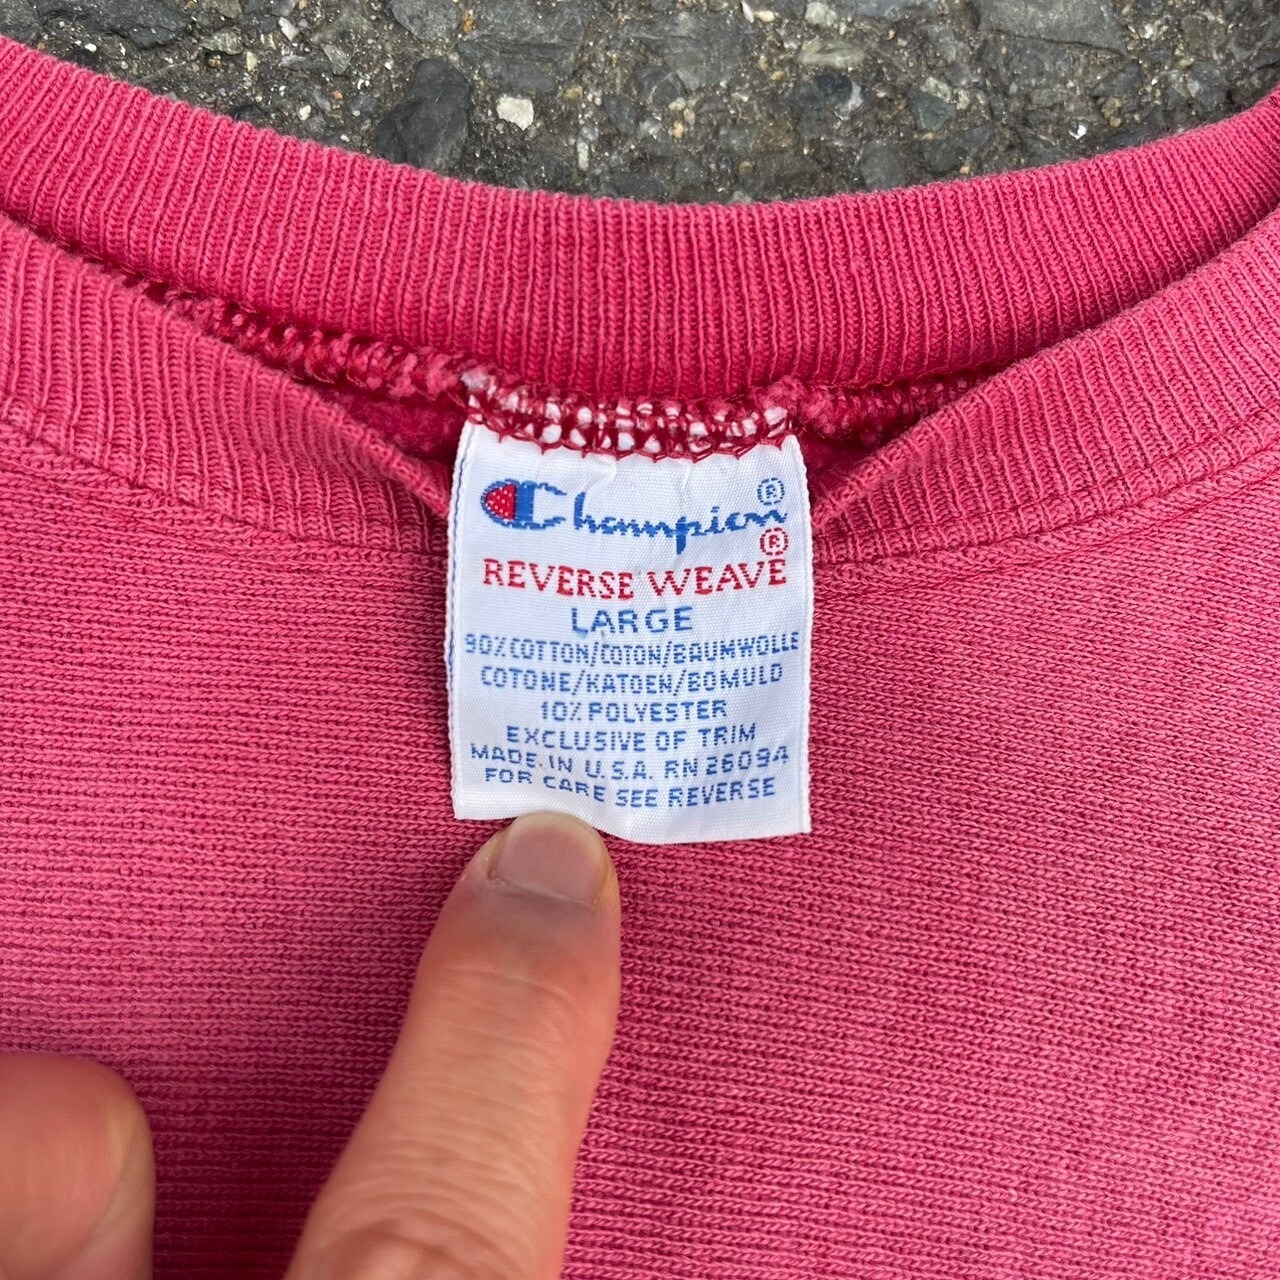 Champion®
REVERSE WEAVE®
LARGE
90% COTTON/COTON/BAUMWOLLE
COTONE/KATOEN/BOMULD
10% POLYESTER
EXCLUSIVE OF TRIM
MADE IN U.S.A. RN 26094
FOR CARE SEE REVERSE